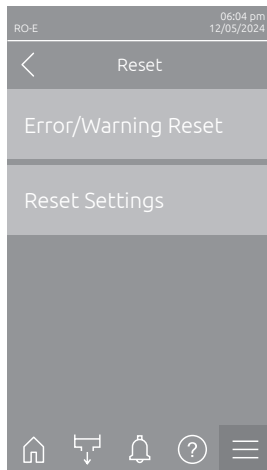 06:04 pm
RO-E 12/05/2024
Reset
Error/Warning Reset
Reset Settings
?